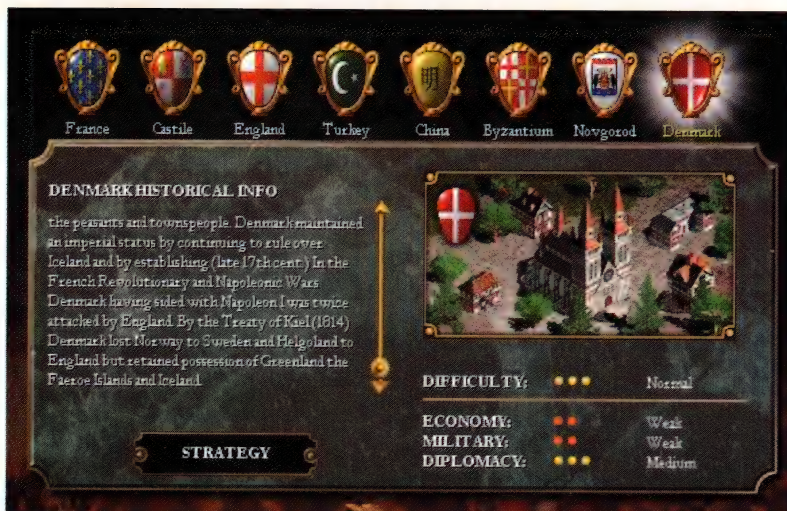 France Castile England Turkey China Byzantium Novgorod Denmark
明
DENMARK HISTORICAL INFO
the peasants and townspeople. Denmark maintained
an imperial status by continuing to rule over
Iceland and by establishing (late 17th cent.) In the
French Revolutionary and Napoleonic Wars
Denmark having sided with Napoleon I was twice
attacked by England. By the Treaty of Kiel (1814)
Denmark lost Norway to Sweden and Helgoland to
England but retained possession of Greenland the
Faeroe Islands and Iceland.
STRATEGY
DIFFICULTY: Normal
ECONOMY: Weak
MILITARY: Weak
DIPLOMACY: Medium